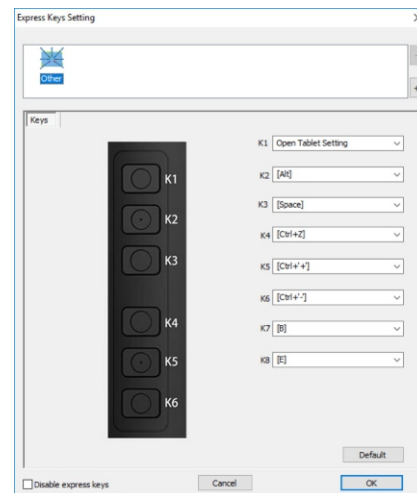 Express Keys Setting
Other
Keys
K1 Open Tablet Setting
K2 [Alt]
K3 [Space]
K4 [Ctrl+Z]
K5 [Ctrl+'+']
K6 [Ctrl+'-']
K7 [B]
K8 [E]
K1
K2
K3
K4
K5
K6
Default
Disable express keys
Cancel
OK